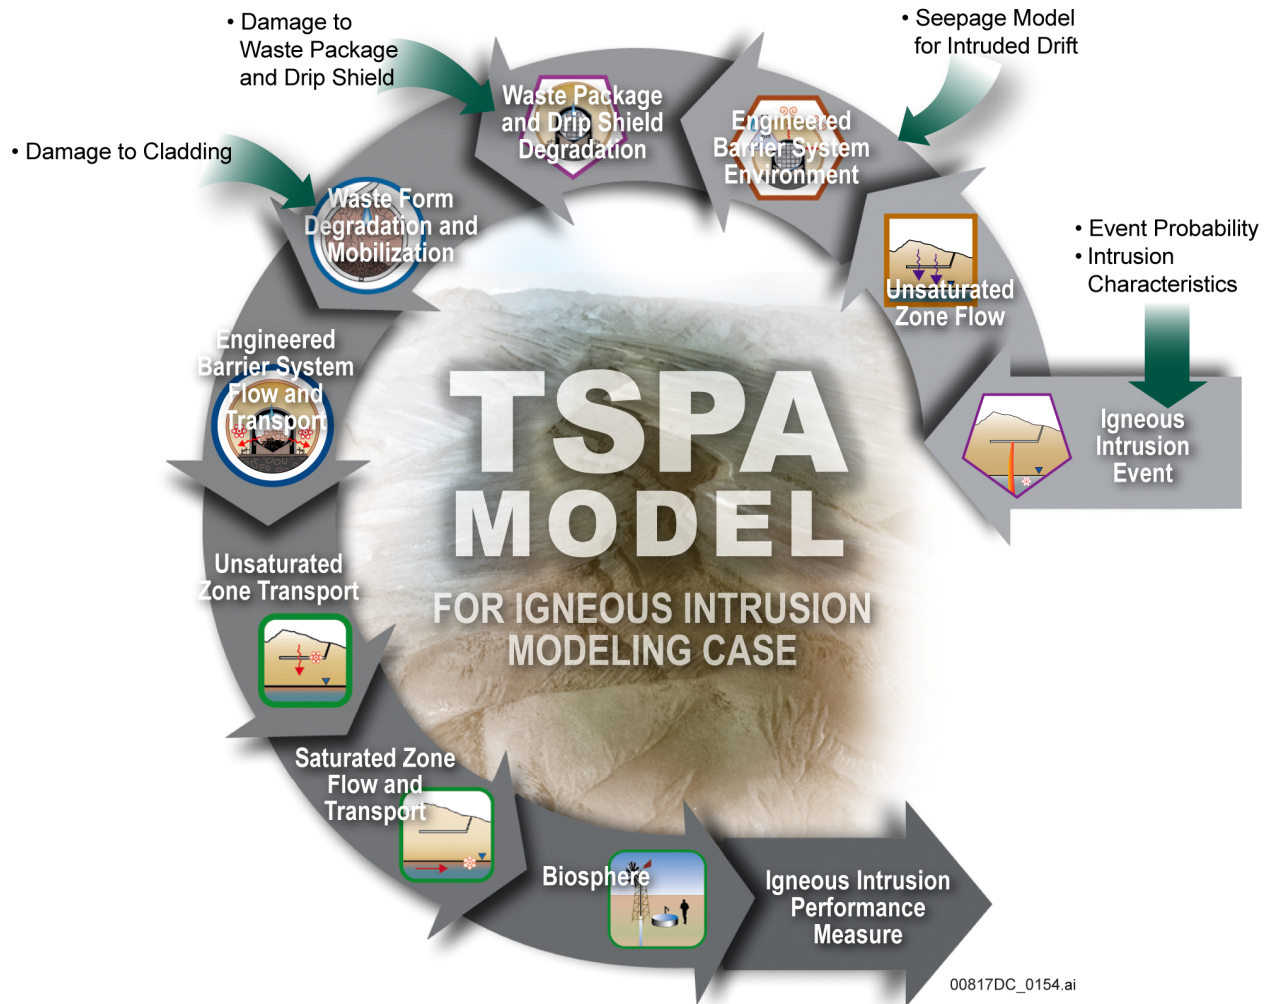 • Damage to
Waste Package
and Drip Shield
• Seepage Model
for Intruded Drift
• Damage to Cladding
• Event Probability
• Intrusion
Characteristics
Igneous
Intrusion
Event
Unsaturated
Zone Flow
Engineered
Barrier System
Environment
Waste Package
and Drip Shield
Degradation
Waste Form
Degradation and
Mobilization
Engineered
Barrier System
Flow and
Transport
Unsaturated
Zone Transport
Saturated Zone
Flow and
Transport
Biosphere
Igneous Intrusion
Performance
Measure
TSPA
MODEL
FOR IGNEOUS INTRUSION
MODELING CASE
00817DC_0154.ai